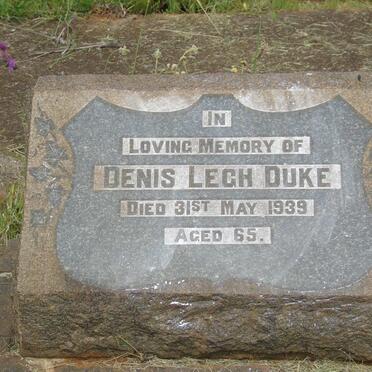 IN
LOVING MEMORY OF
DENIS LEGH DUKE
DIED 31ST MAY 1939
AGED 65.